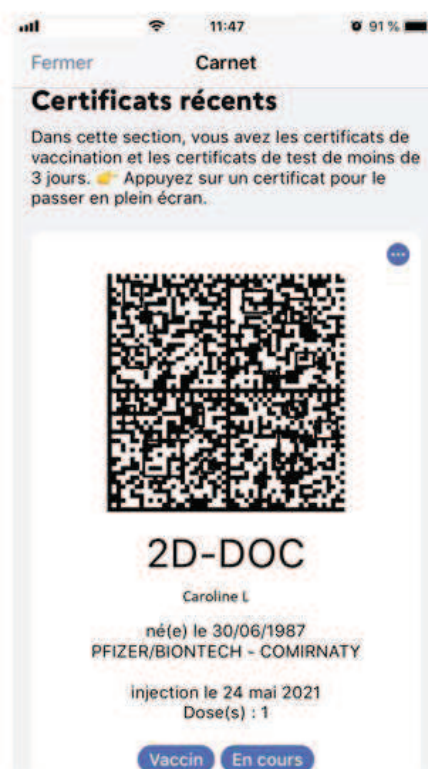 11:47
91 %
Fermer
Carnet
Certificats récents
Dans cette section, vous avez les certificats de
vaccination et les certificats de test de moins de
3 jours. 👉 Appuyez sur un certificat pour le
passer en plein écran.
2D-DOC
Caroline L
né(e) le 30/06/1987
PFIZER/BIONTECH - COMIRNATY
injection le 24 mai 2021
Dose(s) : 1
Vaccin
En cours